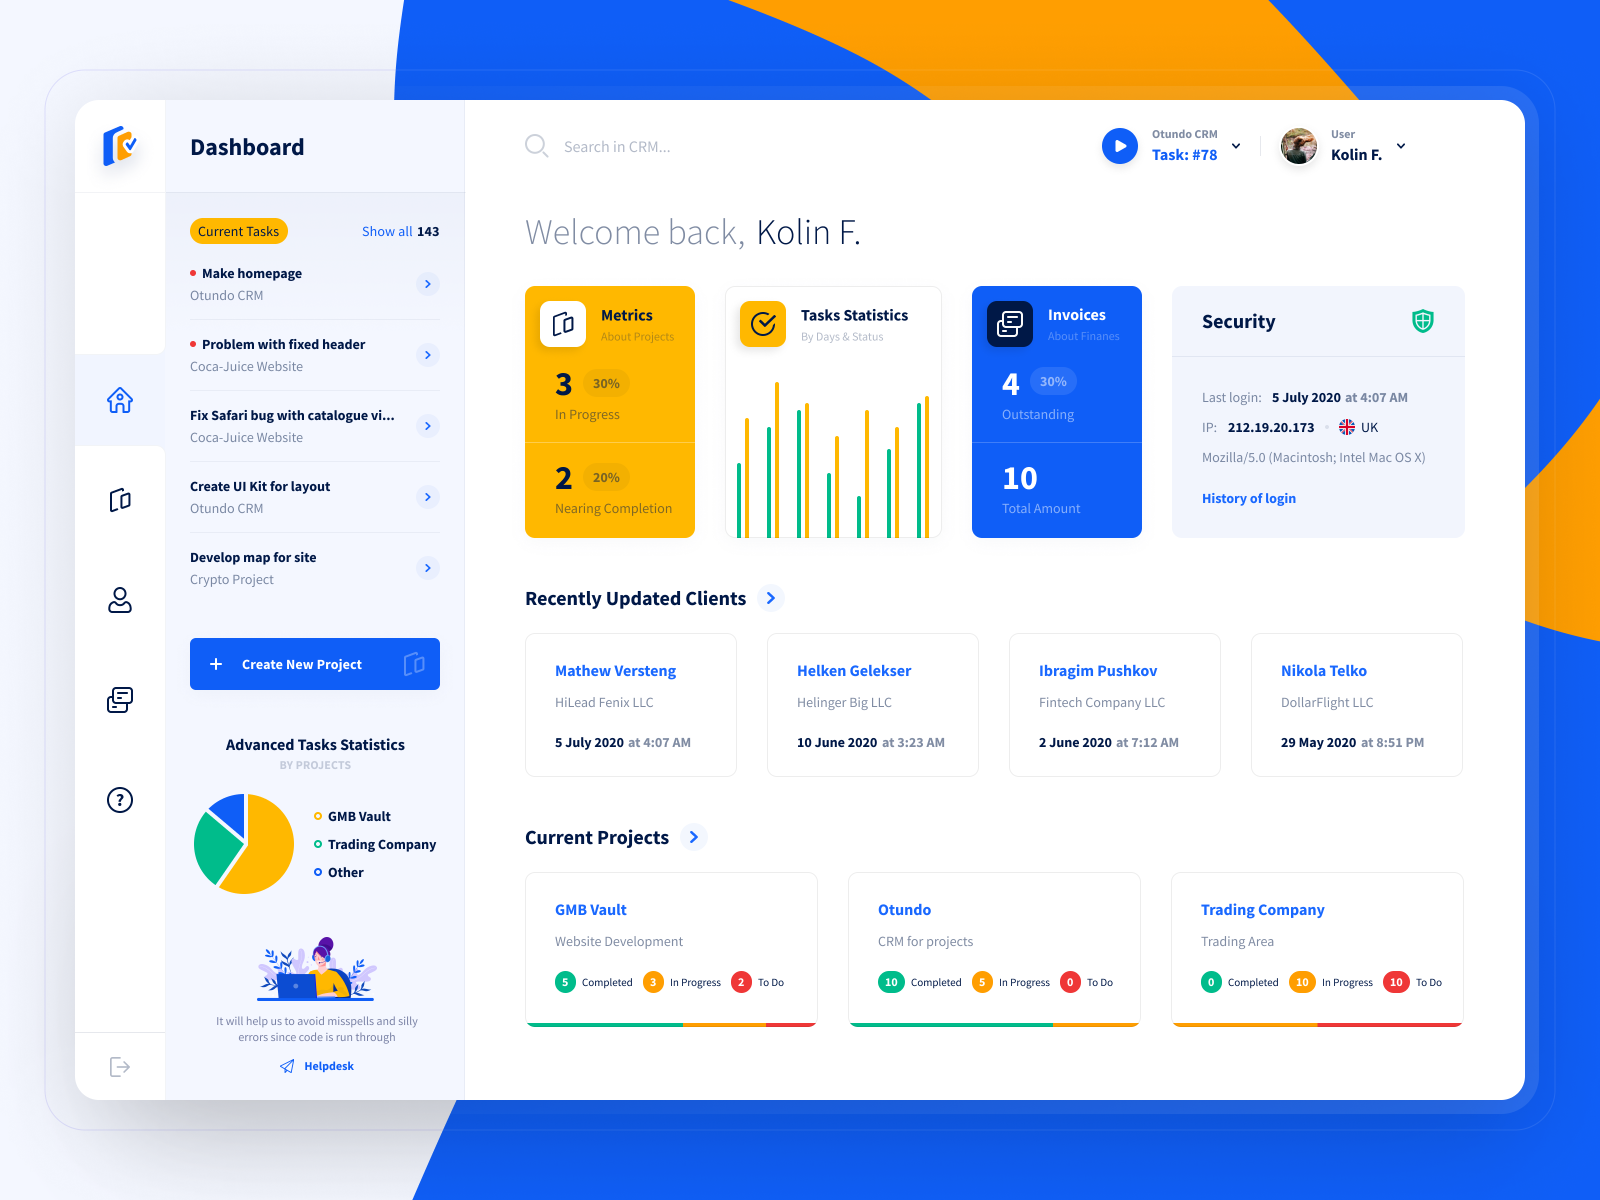 Dashboard
Search in CRM...
Otundo CRM
Task: #78
User
Kolin F.
Current Tasks
Show all 143
Make homepage
Otundo CRM
Problem with fixed header
Coca-Juice Website
Fix Safari bug with catalogue vi...
Coca-Juice Website
Create UI Kit for layout
Otundo CRM
Develop map for site
Crypto Project
+ Create New Project
Advanced Tasks Statistics
BY PROJECTS
GMB Vault
Trading Company
Other
It will help us to avoid misspells and silly
errors since code is run through
Helpdesk
?
Welcome back, Kolin F.
Metrics
About Projects
3 30%
In Progress
2 20%
Nearing Completion
Tasks Statistics
By Days & Status
Invoices
About Finanes
4 30%
Outstanding
10
Total Amount
Security
Last login: 5 July 2020 at 4:07 AM
IP: 212.19.20.173 UK
Mozilla/5.0 (Macintosh; Intel Mac OS X)
History of login
Recently Updated Clients
Mathew Versteng
HiLead Fenix LLC
5 July 2020 at 4:07 AM
Helken Gelekser
Helinger Big LLC
10 June 2020 at 3:23 AM
Ibragim Pushkov
Fintech Company LLC
2 June 2020 at 7:12 AM
Nikola Telko
DollarFlight LLC
29 May 2020 at 8:51 PM
Current Projects
GMB Vault
Website Development
5 Completed 3 In Progress 2 To Do
Otundo
CRM for projects
10 Completed 5 In Progress 0 To Do
Trading Company
Trading Area
0 Completed 10 In Progress 10 To Do